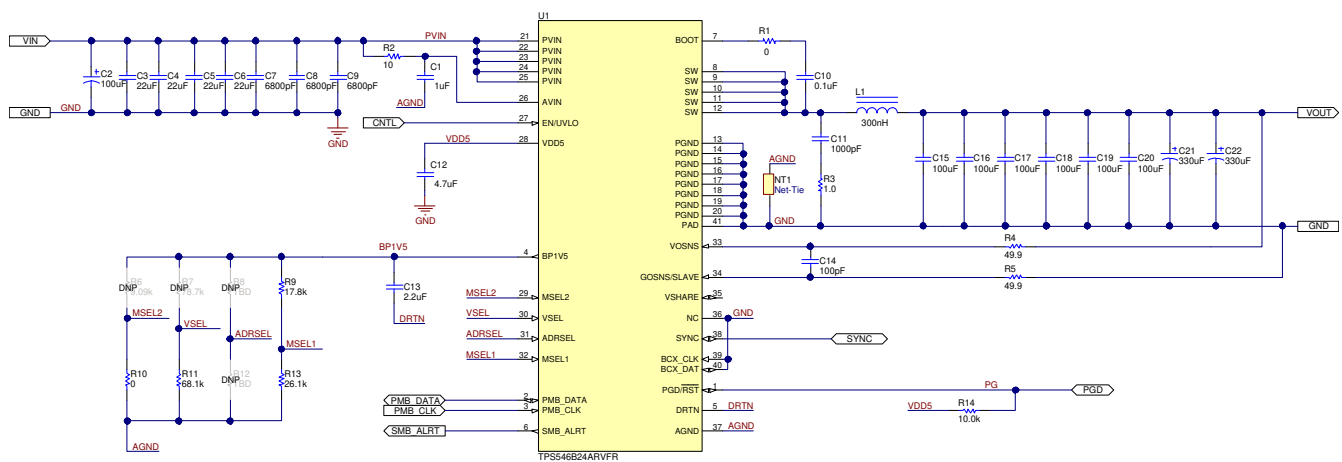 U1
VIN
PVIN
21
PVIN
22
PVIN
23
PVIN
24
PVIN
25
PVIN
R2
10
C1
1uF
AGND
26
AVIN
C2
100uF
C3
22uF
C4
22uF
C5
22uF
C6
22uF
C7
6800pF
C8
6800pF
C9
6800pF
GND
GND
GND
CNTL
27
EN/UVLO
VDD5
28
VDD5
C12
4.7uF
GND
BP1V5
4
BP1V5
C13
2.2uF
DRTN
DNP
R6
DNP
R7
DNP
R8
TBD
R9
17.8k
MSEL2
VSEL
ADRSEL
MSEL1
R10
0
R11
68.1k
DNP
R12
TBD
R13
26.1k
AGND
MSEL2
29
MSEL2
VSEL
30
VSEL
ADRSEL
31
ADRSEL
MSEL1
32
MSEL1
PMB_DATA
2
PMB_DATA
PMB_CLK
3
PMB_CLK
SMB_ALRT
6
SMB_ALRT
TPS546B24ARVFR
BOOT
7
R1
0
C10
0.1uF
SW
8
SW
9
SW
10
SW
11
SW
12
L1
300nH
VOUT
C11
1000pF
R3
1.0
PGND
13
PGND
14
PGND
15
PGND
16
PGND
17
PGND
18
PGND
19
PGND
20
PAD
41
AGND
NT1
Net-Tie
GND
C15
100uF
C16
100uF
C17
100uF
C18
100uF
C19
100uF
C20
100uF
C21
330uF
C22
330uF
GND
VOSNS
33
R4
49.9
C14
100pF
GOSNS/SLAVE
34
R5
49.9
VSHARE
35
NC
36
GND
SYNC
38
SYNC
BCX_CLK
39
BCX_DAT
40
PGD/RST
1
PG
PGD
DRTN
5
DRTN
VDD5
R14
10.0k
AGND
37
AGND